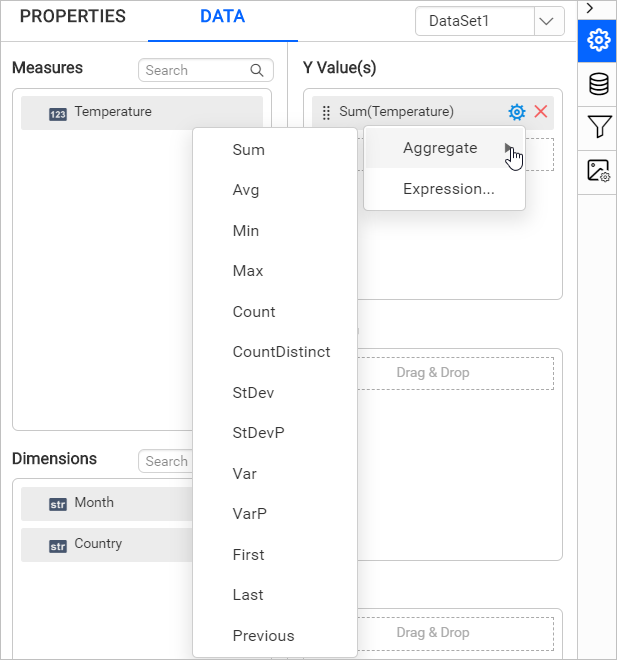 PROPERTIES
DATA
DataSet1
Measures
Search
Y Value(s)
123 Temperature
Sum(Temperature)
Aggregate
Expression...
Sum
Avg
Min
Max
Count
CountDistinct
StDev
StDevP
Var
VarP
First
Last
Previous
Drag & Drop
Dimensions
Search
str Month
str Country
Drag & Drop